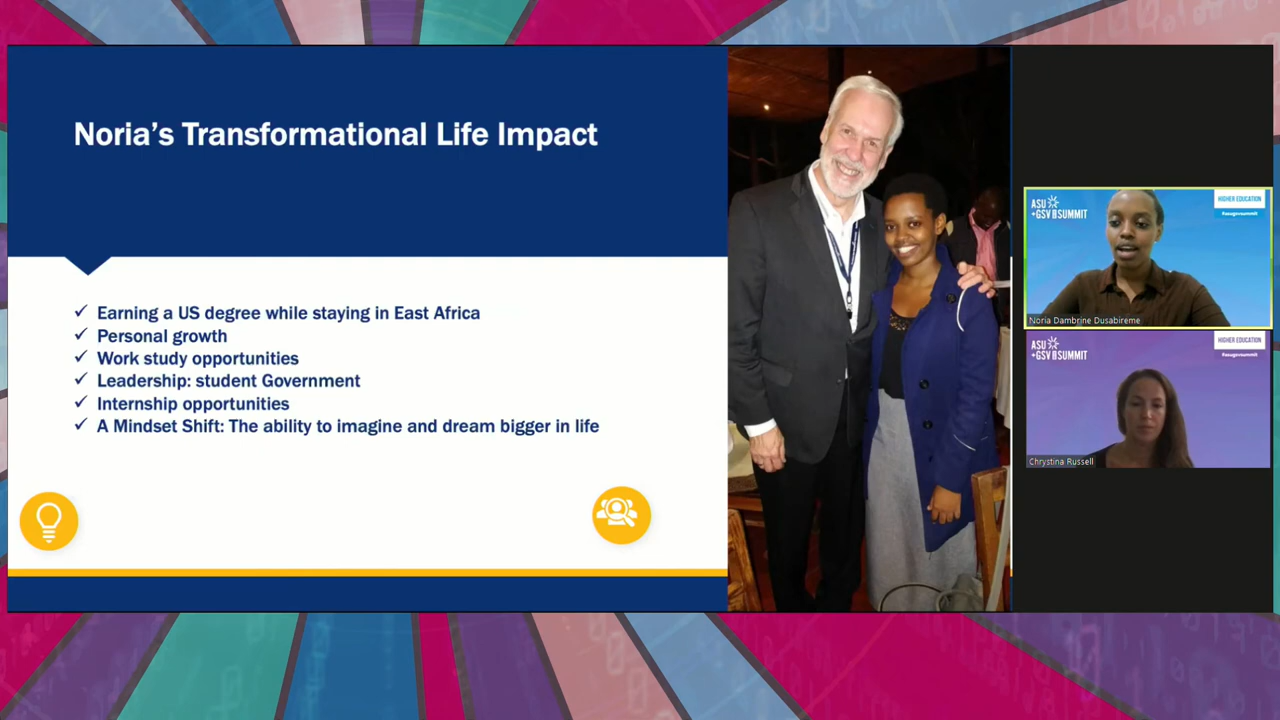 Noria's Transformational Life Impact
✓ Earning a US degree while staying in East Africa
✓ Personal growth
✓ Work study opportunities
✓ Leadership: student Government
✓ Internship opportunities
✓ A Mindset Shift: The ability to imagine and dream bigger in life
ASU
+GSV SUMMIT
HIGHER EDUCATION
#asugsvsummit
Noria Dambrine Dusabireme
ASU
+GSV SUMMIT
HIGHER EDUCATION
#asugsvsummit
Chrystina Russell